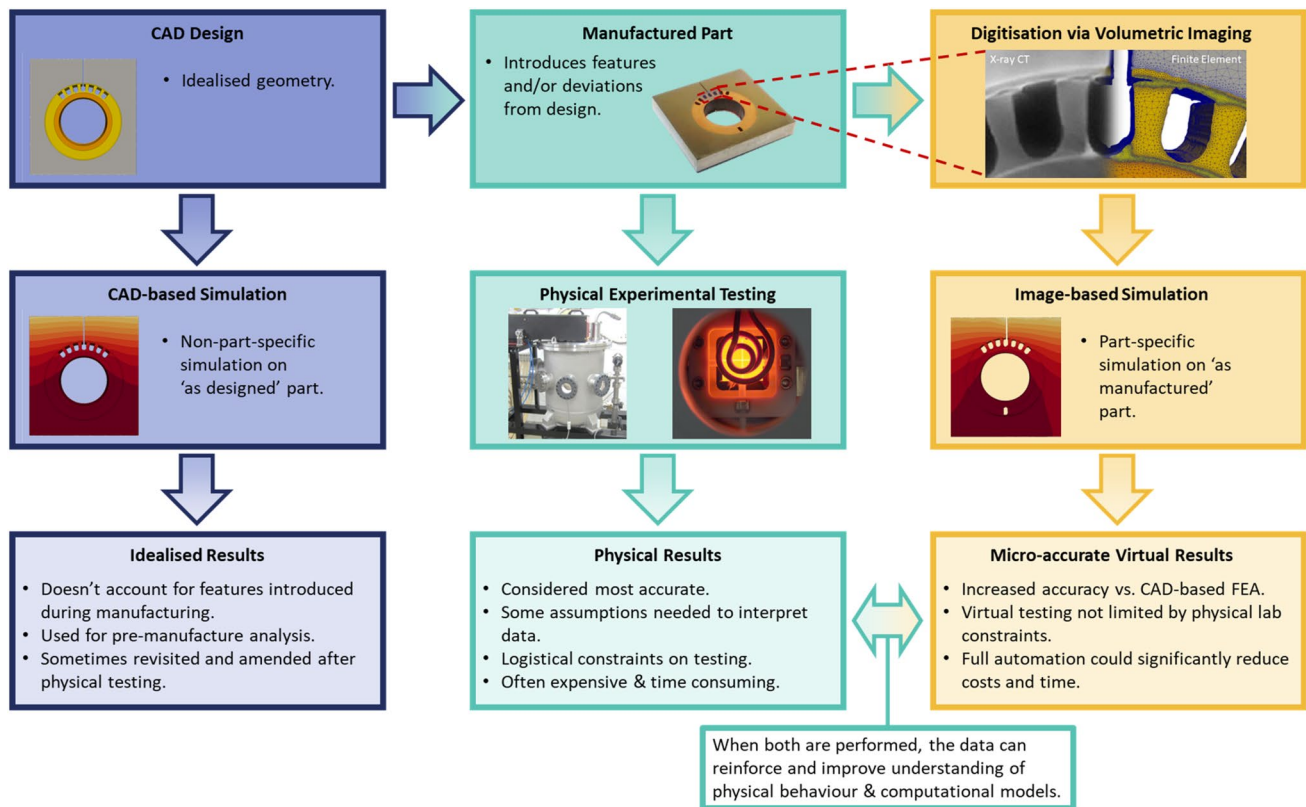 CAD Design
• Idealised geometry.
Manufactured Part
• Introduces features
and/or deviations
from design.
Digitisation via Volumetric Imaging
X-ray CT
Finite Element
CAD-based Simulation
• Non-part-specific
simulation on
‘as designed’ part.
Physical Experimental Testing
Image-based Simulation
• Part-specific
simulation on ‘as
manufactured’
part.
Idealised Results
• Doesn’t account for features introduced
during manufacturing.
• Used for pre-manufacture analysis.
• Sometimes revisited and amended after
physical testing.
Physical Results
• Considered most accurate.
• Some assumptions needed to interpret
data.
• Logistical constraints on testing.
• Often expensive & time consuming.
Micro-accurate Virtual Results
• Increased accuracy vs. CAD-based FEA.
• Virtual testing not limited by physical lab
constraints.
• Full automation could significantly reduce
costs and time.
When both are performed, the data can
reinforce and improve understanding of
physical behaviour & computational models.